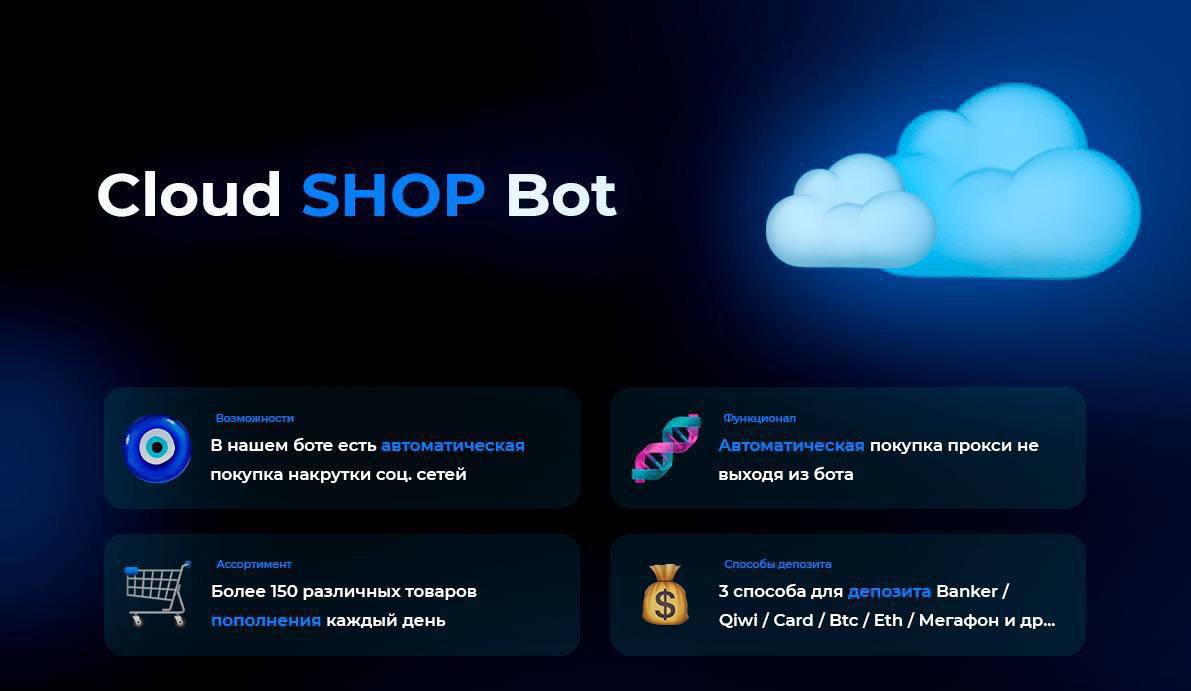 Cloud SHOP Bot
Возможности
В нашем боте есть автоматическая
покупка накрутки соц. сетей
Функционал
Автоматическая покупка прокси не
выходя из бота
Ассортимент
Более 150 различных товаров
пополнения каждый день
Способы депозита
3 способа для депозита Banker /
Qiwi / Card / Btc / Eth / Мегафон и др...